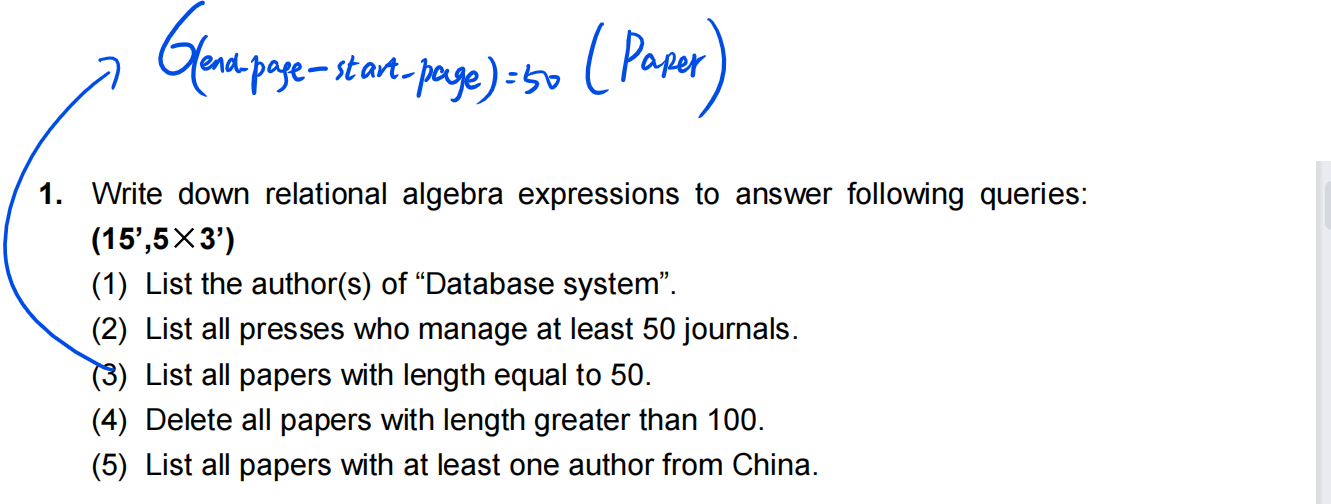 σ(end-page-start-page)=50 (Paper)
1. Write down relational algebra expressions to answer following queries:
(15’,5×3’)
(1) List the author(s) of “Database system”.
(2) List all presses who manage at least 50 journals.
(3) List all papers with length equal to 50.
(4) Delete all papers with length greater than 100.
(5) List all papers with at least one author from China.